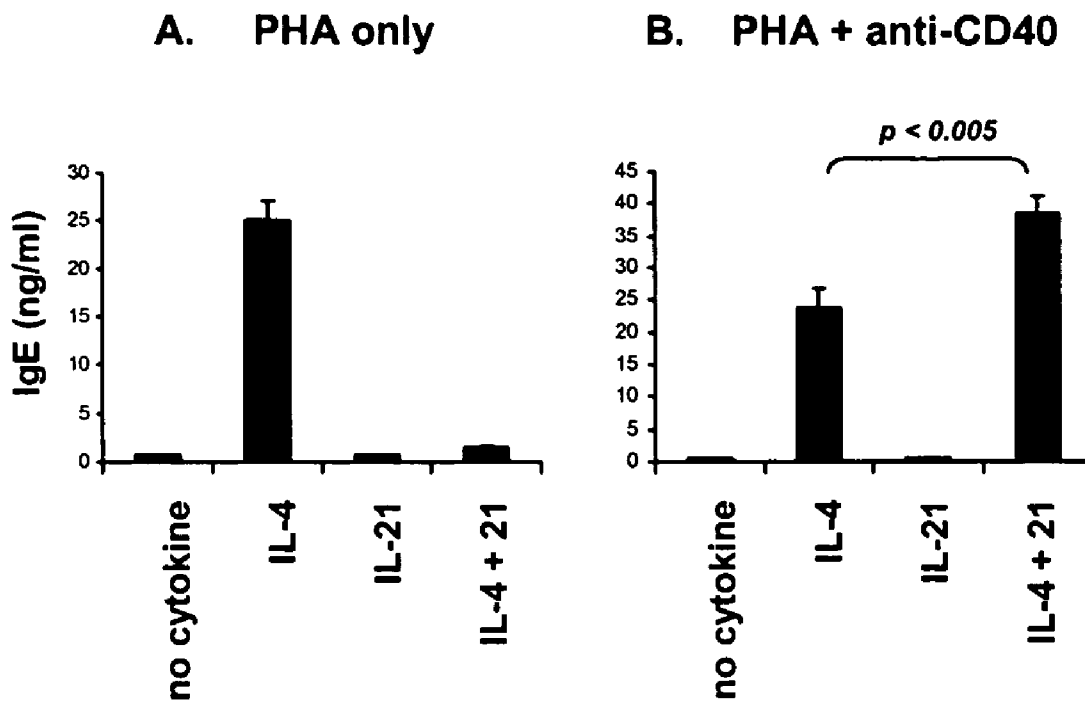 A. PHA only
B. PHA + anti-CD40
p < 0.005
IgE (ng/ml)
30
25
20
15
10
5
0
45
40
35
30
25
20
15
10
5
0
no cytokine
IL-4
IL-21
IL-4 + 21
no cytokine
IL-4
IL-21
IL-4 + 21